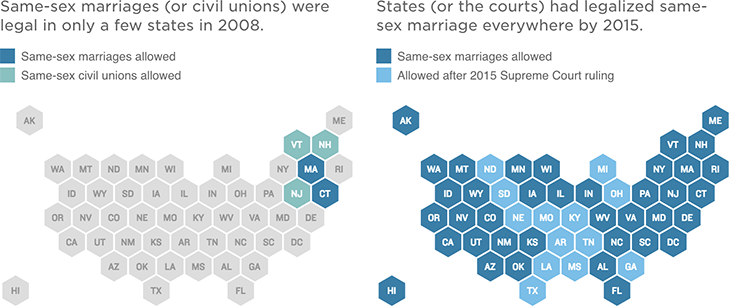 Same-sex marriages (or civil unions) were
legal in only a few states in 2008.
Same-sex marriages allowed
Same-sex civil unions allowed
AK ME
VT NH
WA MT ND MN WI MI NY MA RI
ID WY SD IA IL IN OH PA NJ CT
OR NV CO NE MO KY WV VA MD DE
CA UT NM KS AR TN NC SC DC
AZ OK LA MS AL GA
HI TX FL
States (or the courts) had legalized same-
sex marriage everywhere by 2015.
Same-sex marriages allowed
Allowed after 2015 Supreme Court ruling
AK ME
VT NH
WA MT ND MN WI MI NY MA RI
ID WY SD IA IL IN OH PA NJ CT
OR NV CO NE MO KY WV VA MD DE
CA UT NM KS AR TN NC SC DC
AZ OK LA MS AL GA
HI TX FL